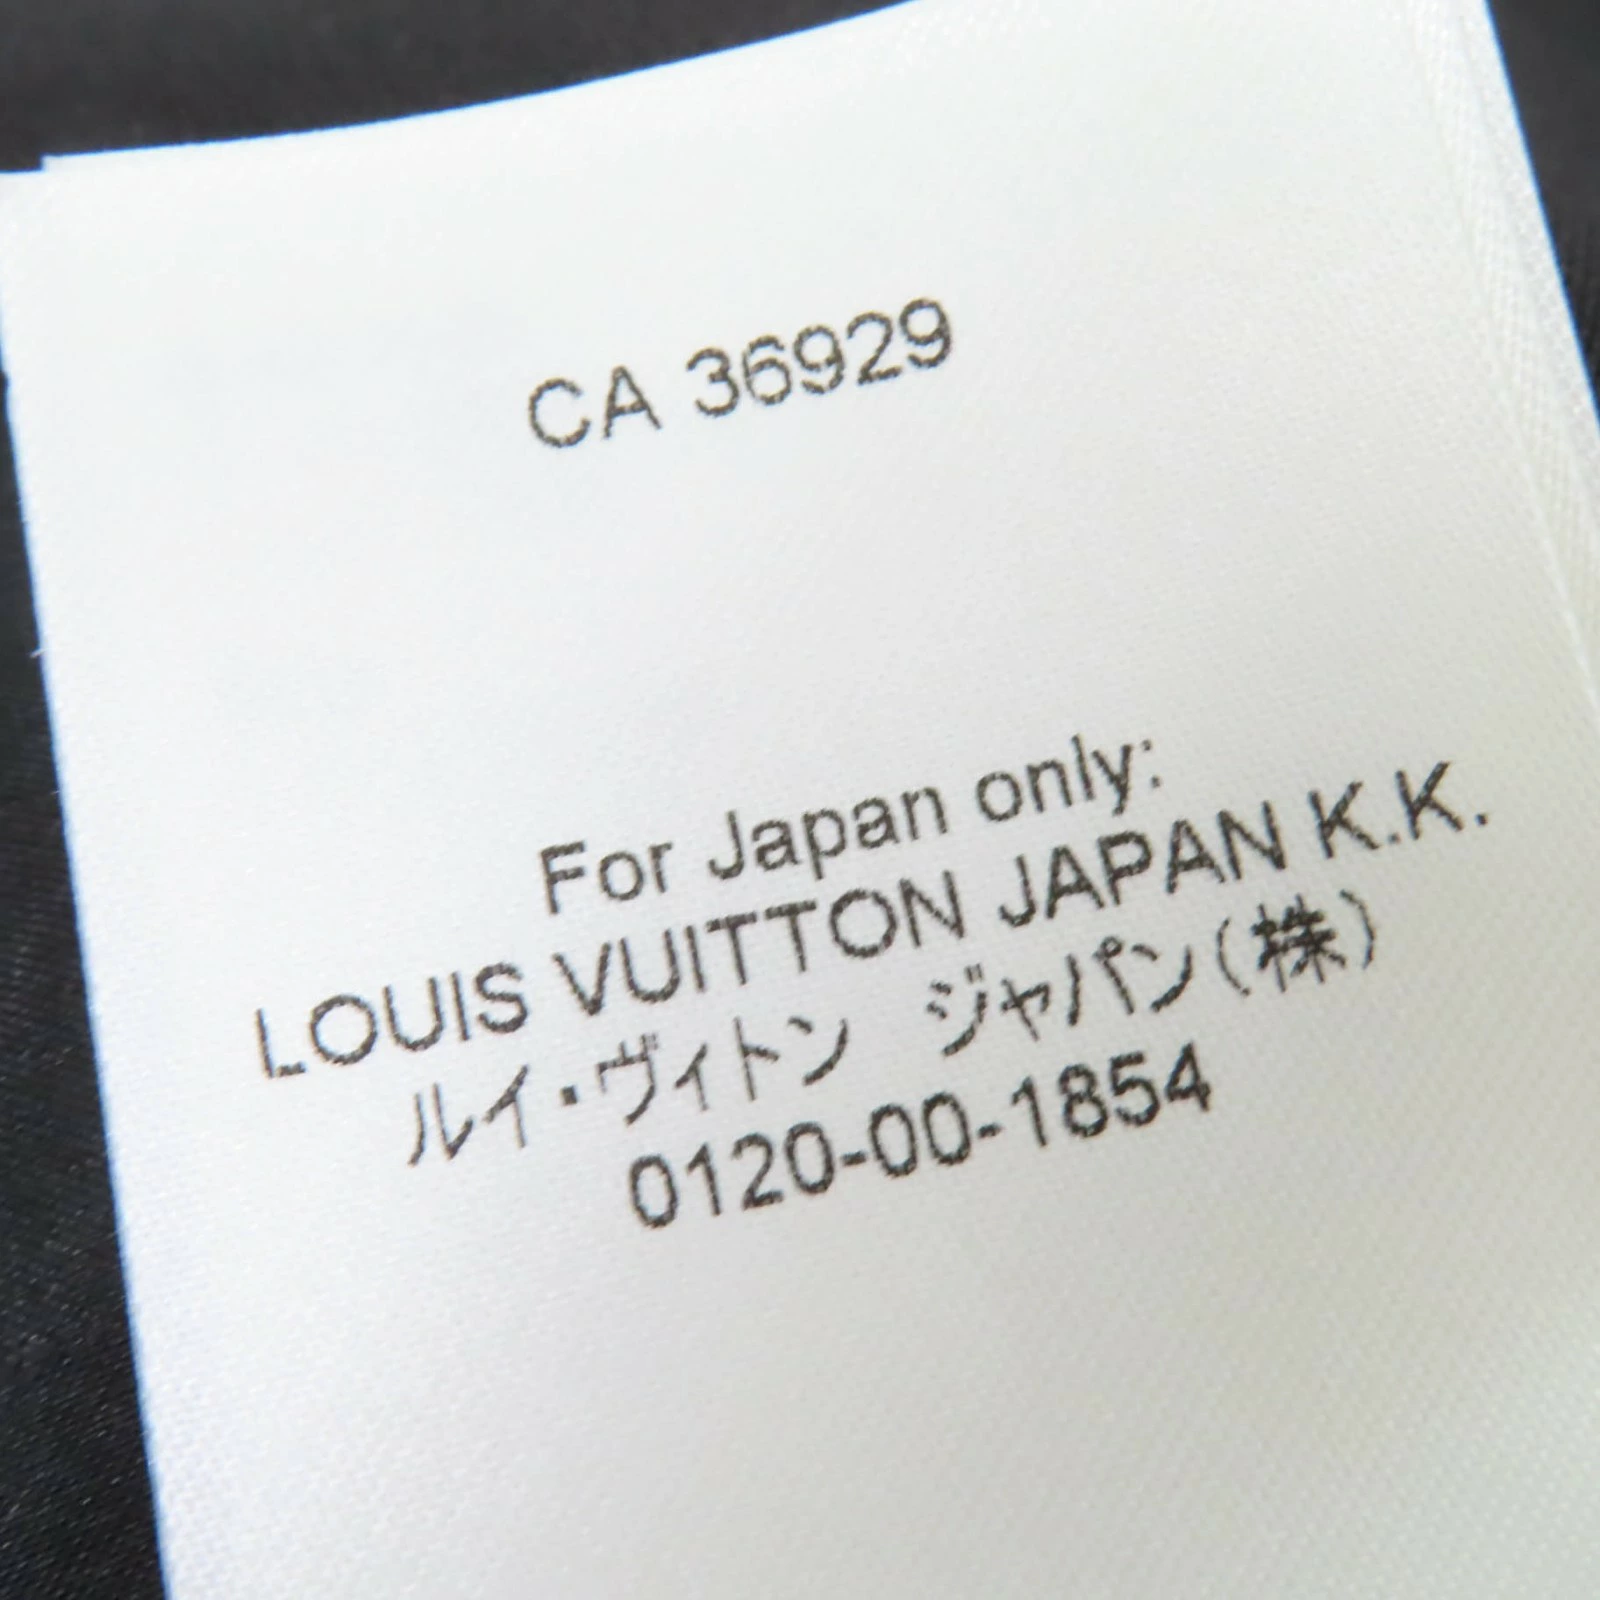 CA 36929
For Japan only:
LOUIS VUITTON JAPAN K.K.
ルイ・ヴィトン ジャパン(株)
0120-00-1854